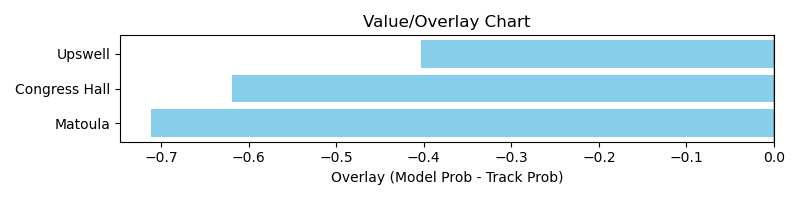 Value/Overlay Chart
Upswell
Congress Hall
Matoula
−0.7 −0.6 −0.5 −0.4 −0.3 −0.2 −0.1 0.0
Overlay (Model Prob - Track Prob)